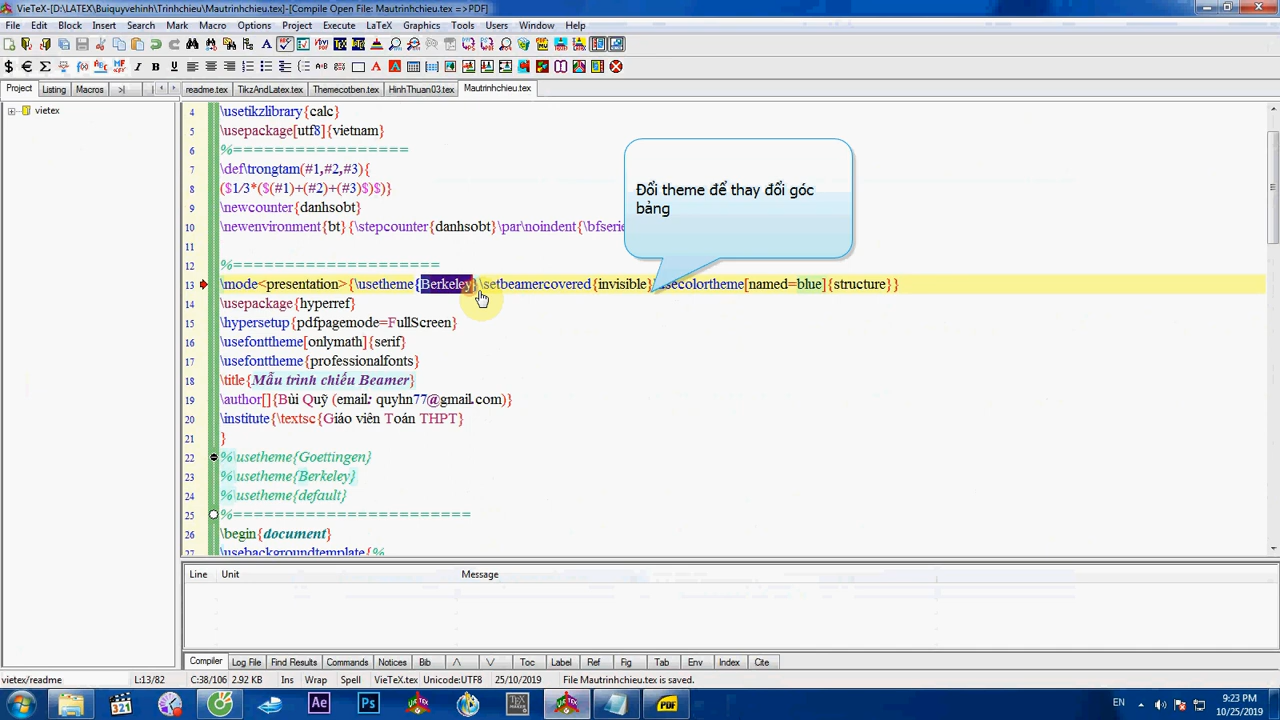 VieTeX-[D:\LATEX\Buiquyvehinh\Trinhchieu\Mautrinhchieu.tex]-[Compile Open File: Mautrinhchieu.tex =>PDF]
File Edit Block Insert Search Macro Options Project Execute LaTeX Graphics Tools Users Window Help
Project Listing Macros >| readme.tex TikzAndLatex.tex Themecotben.tex HinhThuan03.tex Mautrinhchieu.tex
vietex
4 \usetikzlibrary{calc}
5 \usepackage[utf8]{vietnam}
6 %=================
7 \def\trongtam(#1,#2,#3){
8 ($1/3*($(#1)+(#2)+(#3)$)$)}
9 \newcounter{danhsobt}
10 \newenvironment{bt}{\stepcounter{danhsobt}\par\noindent{\bfserie
Đổi theme để thay đổi góc
bảng
11
12 %====================
13 \mode<presentation>{\usetheme{Berkeley}\setbeamercovered{invisible}\usecolortheme[named=blue]{structure}}
14 \usepackage{hyperref}
15 \hypersetup{pdfpagemode=FullScreen}
16 \usefonttheme[onlymath]{serif}
17 \usefonttheme{professionalfonts}
18 \title{Mẫu trình chiếu Beamer}
19 \author[]{Bùi Quỹ (email: quyhn77@gmail.com)}
20 \institute{\textsc{Giáo viên Toán THPT}
21 }
22 %\usetheme{Goettingen}
23 %\usetheme{Berkeley}
24 %\usetheme{default}
25 %=======================
26 \begin{document}
27 \usebackgroundtemplate{%
Line Unit Message
Compiler Log File Find Results Commands Notices Bib /\ \/ Toc Label Ref Fig Tab Env Index Cite
vietex/readme L:13/82 C:38/106 2.92 KB Ins Wrap Spell VieTeX.tex Unicode:UTF8 25/10/2019 File Mautrinhchieu.tex is saved.
EN 9:23 PM
10/25/2019